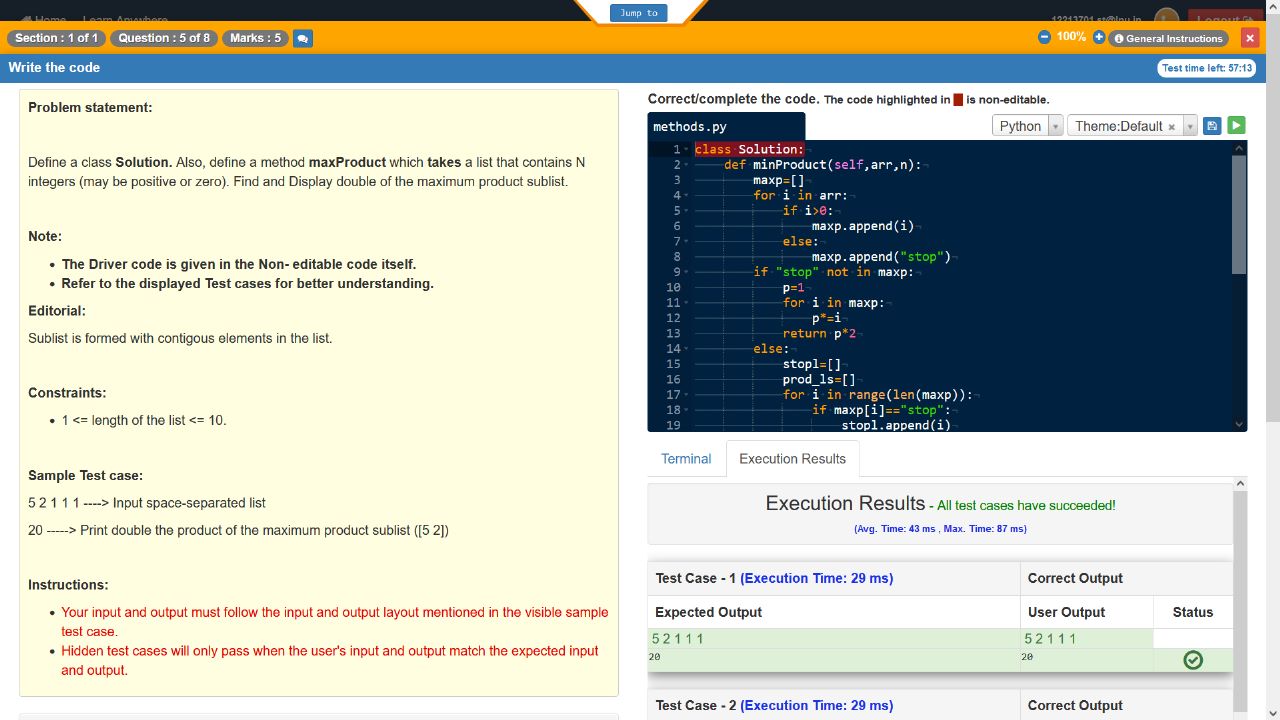 Home Learn Anywhere
Jump to
12213701.st@lpu.in
Logout
Section : 1 of 1
Question : 5 of 8
Marks : 5
100%
General Instructions
Write the code
Test time left: 57:13
Problem statement:
Define a class Solution. Also, define a method maxProduct which takes a list that contains N
integers (may be positive or zero). Find and Display double of the maximum product sublist.
Note:
• The Driver code is given in the Non- editable code itself.
• Refer to the displayed Test cases for better understanding.
Editorial:
Sublist is formed with contigous elements in the list.
Constraints:
• 1 <= length of the list <= 10.
Sample Test case:
5 2 1 1 1 ----> Input space-separated list
20 -----> Print double the product of the maximum product sublist ([5 2])
Instructions:
• Your input and output must follow the input and output layout mentioned in the visible sample
test case.
• Hidden test cases will only pass when the user's input and output match the expected input
and output.
Correct/complete the code. The code highlighted in is non-editable.
methods.py
Python
Theme:Default ×
1 class Solution:
2 def minProduct(self,arr,n):
3 maxp=[]
4 for i in arr:
5 if i>0:
6 maxp.append(i)
7 else:
8 maxp.append("stop")
9 if "stop" not in maxp:
10 p=1
11 for i in maxp:
12 p*=i
13 return p*2
14 else:
15 stopl=[]
16 prod_ls=[]
17 for i in range(len(maxp)):
18 if maxp[i]=="stop":
19 stopl.append(i)
Terminal
Execution Results
Execution Results - All test cases have succeeded!
(Avg. Time: 43 ms , Max. Time: 87 ms)
Test Case - 1 (Execution Time: 29 ms)
Correct Output
Expected Output
User Output
Status
5 2 1 1 1
5 2 1 1 1
20
20
Test Case - 2 (Execution Time: 29 ms)
Correct Output